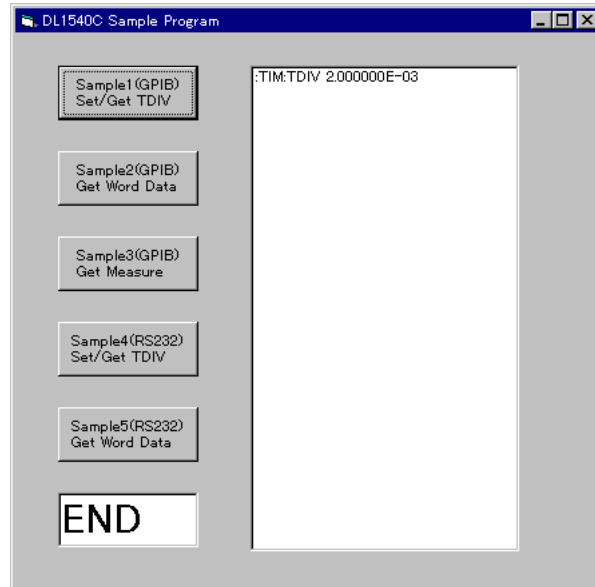 DL1540C Sample Program
Sample1(GPIB)
Set/Get TDIV
:TIM:TDIV 2.000000E-03
Sample2(GPIB)
Get Word Data
Sample3(GPIB)
Get Measure
Sample4(RS232)
Set/Get TDIV
Sample5(RS232)
Get Word Data
END